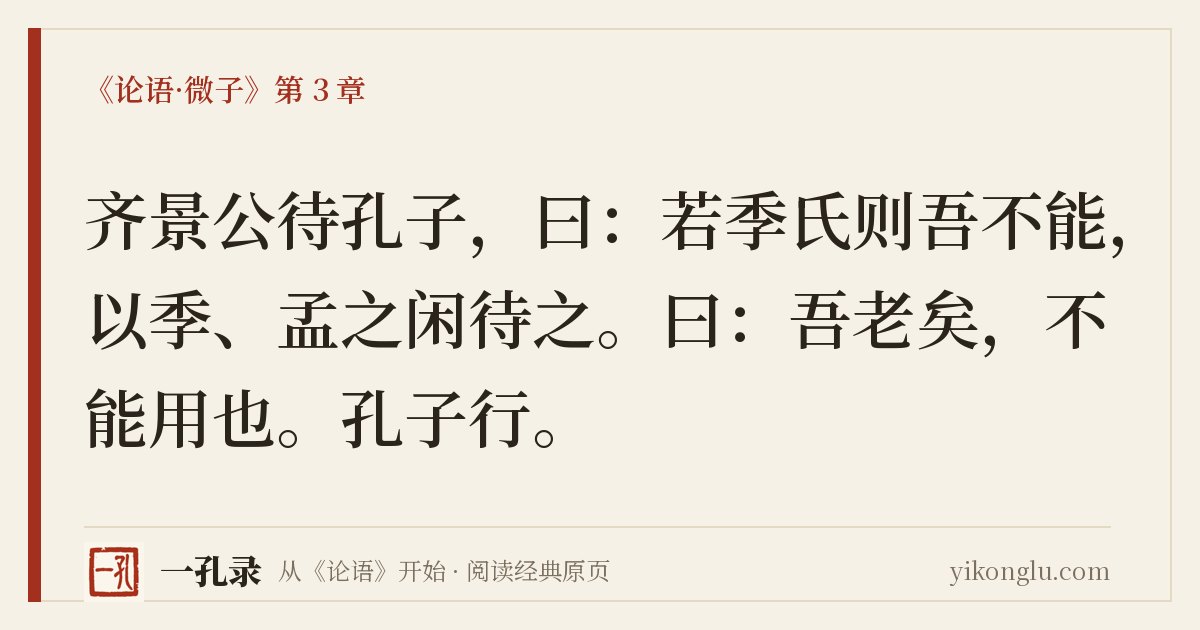 《论语·微子》第 3 章
齐景公待孔子，曰：若季氏则吾不能，
以季、孟之闲待之。曰：吾老矣，不
能用也。孔子行。
一孔
一孔录 从《论语》开始 · 阅读经典原页 yikonglu.com